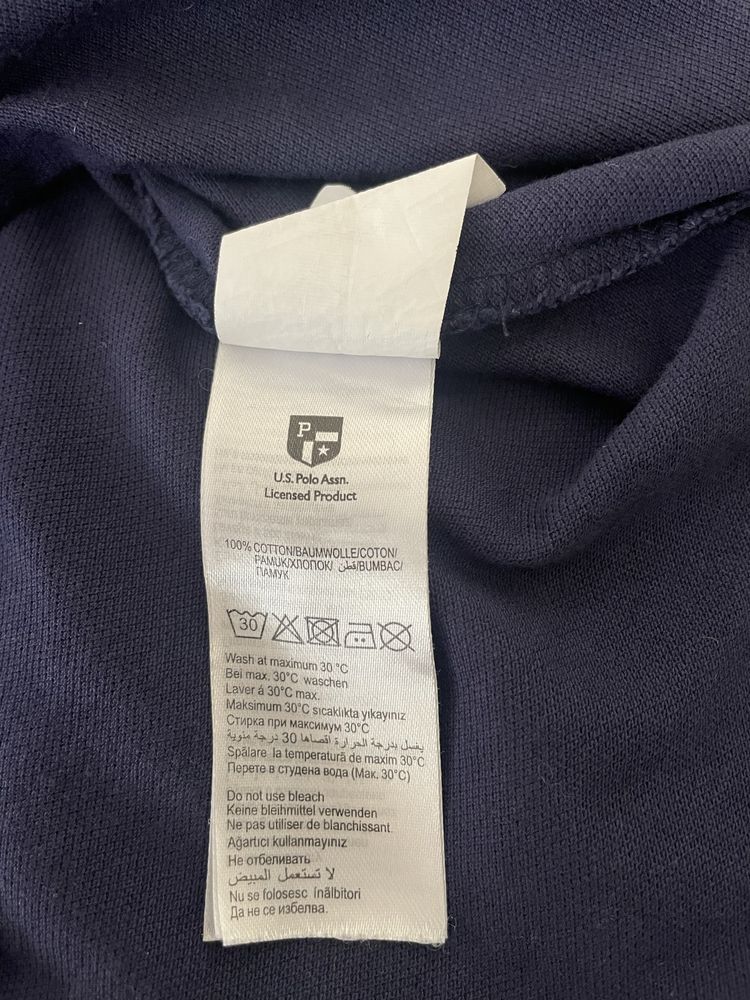 P
U.S. Polo Assn.
Licensed Product
100% COTTON/BAUMWOLLE/COTON/
PAMUK/ХЛОПОК/ قطن/BUMBAC/
ПАМУК
30
Wash at maximum 30 °C
Bei max. 30°C waschen
Laver á 30°C max.
Maksimum 30°C sıcaklıkta yıkayınız
Стирка при максимум 30°C
يغسل بدرجة الحرارة اقصاها 30 درجة مئوية
Spălare la temperatură de maxim 30°C
Перете в студена вода (Мак. 30°C)
Do not use bleach
Keine bleihmittel verwenden
Ne pas utiliser de blanchissant.
Ağartıcı kullanmayınız
Не отбеливать
لا تستعمل المبيض
Nu se folosesc ínãlbitori
Да не се избелва.